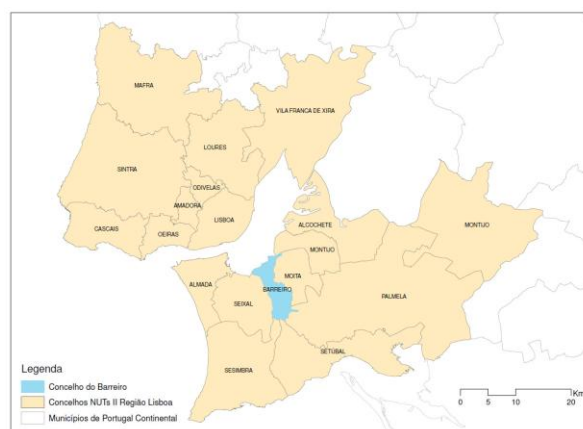 MAFRA
VILA FRANCA DE XIRA
LOURES
SINTRA
ODIVELAS
AMADORA
LISBOA
CASCAIS
OEIRAS
ALCOCHETE
MONTIJO
MONTIJO
MOITA
ALMADA
BARREIRO
SEIXAL
PALMELA
SETÚBAL
SESIMBRA
Legenda
Concelho do Barreiro
Concelhos NUTs II Região Lisboa
Municípios de Portugal Continental
Km
0 5 10 20